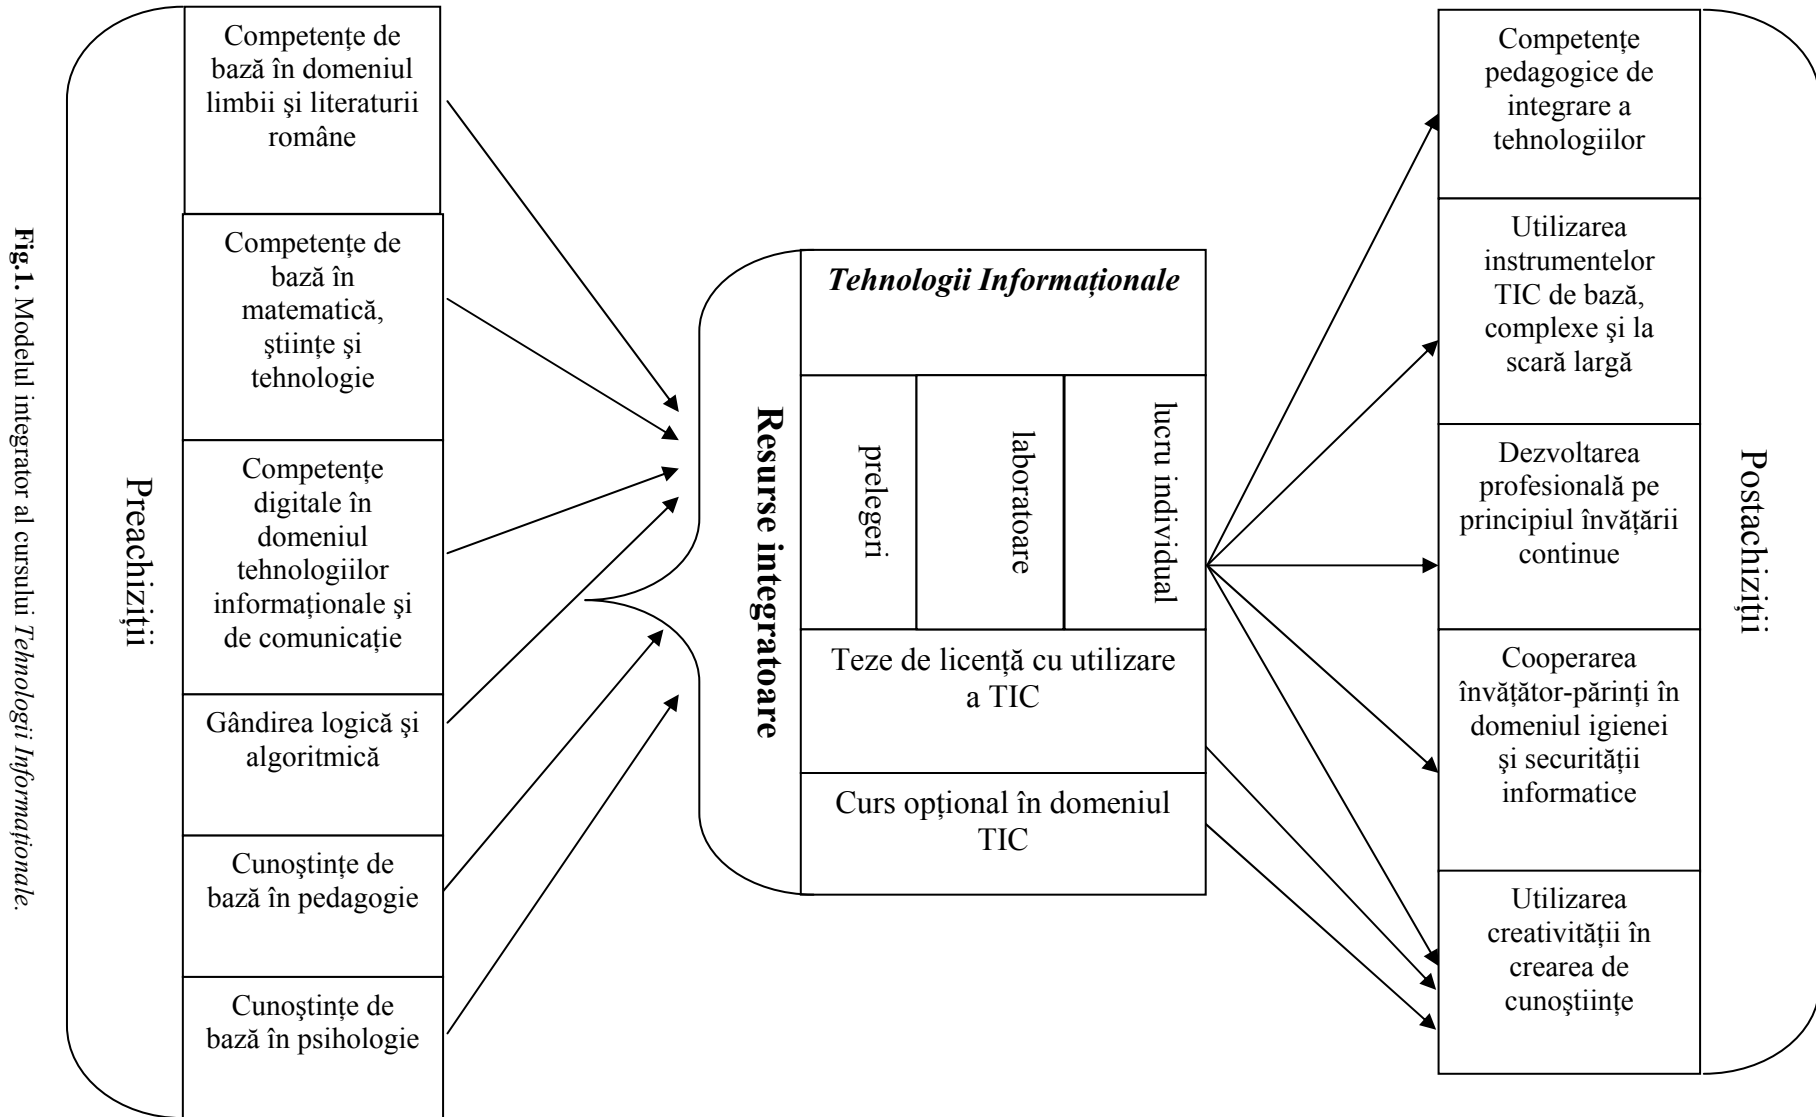 Fig.1. Modelul integrator al cursului Tehnologii Informaționale.
Preachiziții
Competențe de
bază în domeniul
limbii şi literaturii
române
Competențe de
bază în
matematică,
ştiințe şi
tehnologie
Competențe
digitale în
domeniul
tehnologiilor
informaționale şi
de comunicație
Gândirea logică şi
algoritmică
Cunoştințe de
bază în pedagogie
Cunoştințe de
bază în psihologie
Resurse integratoare
Tehnologii Informaționale
prelegeri
laboratoare
lucru individual
Teze de licență cu utilizare
a TIC
Curs opțional în domeniul
TIC
Competențe
pedagogice de
integrare a
tehnologiilor
Utilizarea
instrumentelor
TIC de bază,
complexe şi la
scară largă
Dezvoltarea
profesională pe
principiul învățării
continue
Cooperarea
învățător-părinți în
domeniul igienei
şi securității
informatice
Utilizarea
creativității în
crearea de
cunoştiințe
Postachiziții